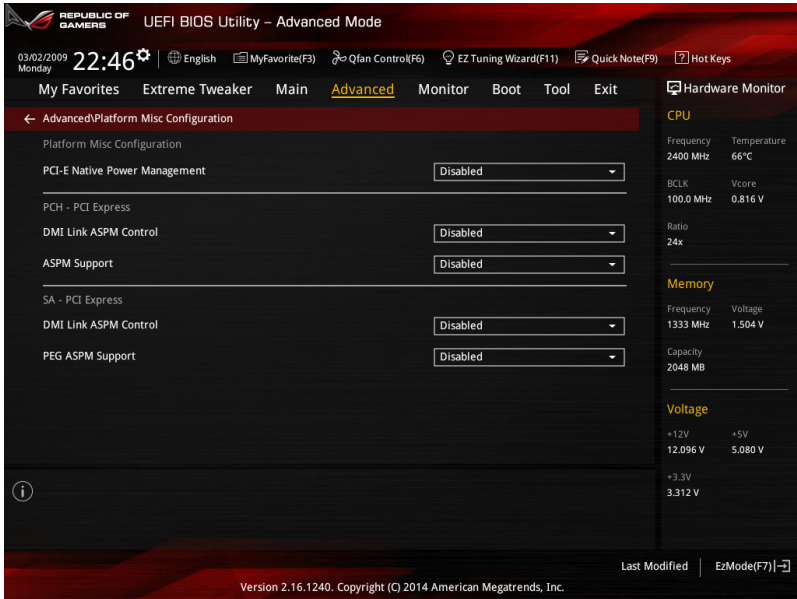 REPUBLIC OF
GAMERS
UEFI BIOS Utility – Advanced Mode
03/02/2009
Monday
22:46
English
MyFavorite(F3)
Qfan Control(F6)
EZ Tuning Wizard(F11)
Quick Note(F9)
? Hot Keys
My Favorites Extreme Tweaker Main Advanced Monitor Boot Tool Exit
Hardware Monitor
← Advanced\Platform Misc Configuration
Platform Misc Configuration
PCI-E Native Power Management Disabled
PCH - PCI Express
DMI Link ASPM Control Disabled
ASPM Support Disabled
SA - PCI Express
DMI Link ASPM Control Disabled
PEG ASPM Support Disabled
CPU
Frequency Temperature
2400 MHz 66°C
BCLK Vcore
100.0 MHz 0.816 V
Ratio
24x
Memory
Frequency Voltage
1333 MHz 1.504 V
Capacity
2048 MB
Voltage
+12V +5V
12.096 V 5.080 V
+3.3V
3.312 V
i
Last Modified
EzMode(F7)
Version 2.16.1240. Copyright (C) 2014 American Megatrends, Inc.